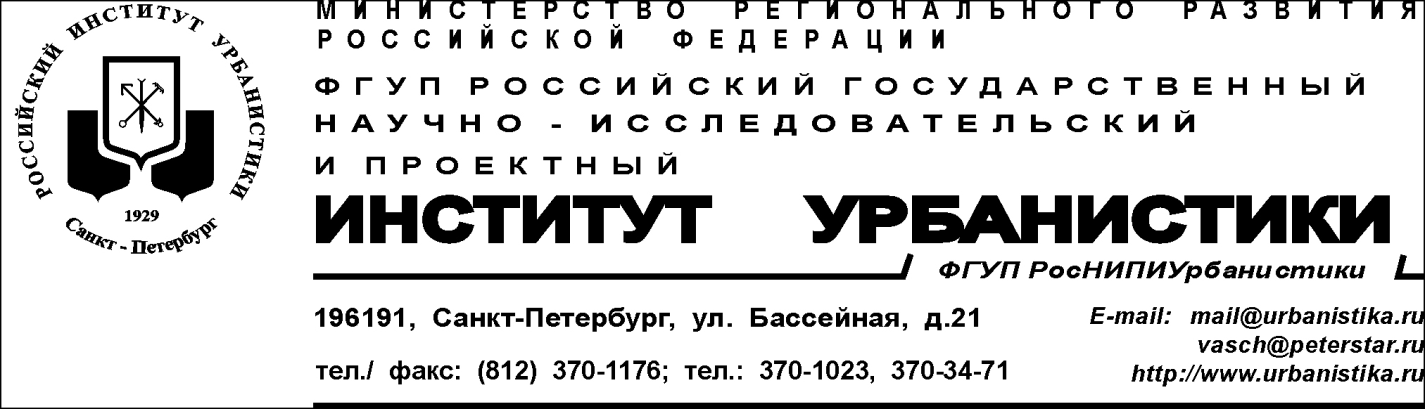 РОССИЙСКИЙ ИНСТИТУТ УРБАНИСТИКИ
1929
Санкт - Петербург
МИНИСТЕРСТВО РЕГИОНАЛЬНОГО РАЗВИТИЯ
РОССИЙСКОЙ ФЕДЕРАЦИИ
ФГУП РОССИЙСКИЙ ГОСУДАРСТВЕННЫЙ
НАУЧНО - ИССЛЕДОВАТЕЛЬСКИЙ
И ПРОЕКТНЫЙ
ИНСТИТУТ УРБАНИСТИКИ
ФГУП РосНИПИУрбанистики
196191, Санкт-Петербург, ул. Бассейная, д.21
E-mail: mail@urbanistika.ru
vasch@peterstar.ru
тел./ факс: (812) 370-1176; тел.: 370-1023, 370-34-71
http://www.urbanistika.ru